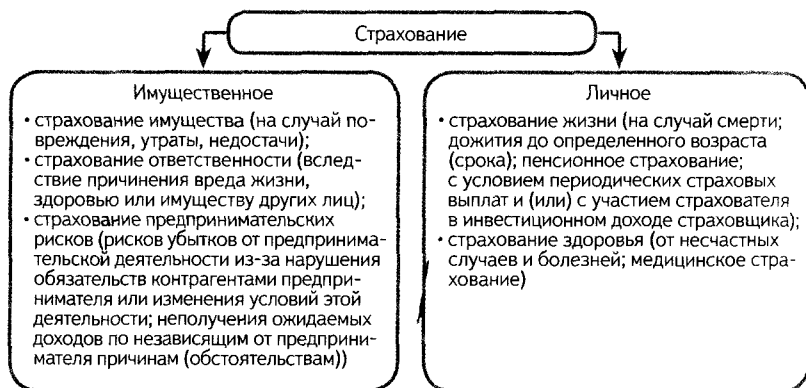 Страхование
Имущественное
• страхование имущества (на случай по-
вреждения, утраты, недостачи);
• страхование ответственности (вслед-
ствие причинения вреда жизни,
здоровью или имуществу других лиц);
• страхование предпринимательских
рисков (рисков убытков от предпринима-
тельской деятельности из-за нарушения
обязательств контрагентами предпри-
нимателя или изменения условий этой
деятельности; неполучения ожидаемых
доходов по независящим от предприни-
мателя причинам (обстоятельствам))
Личное
• страхование жизни (на случай смерти;
дожития до определенного возраста
(срока); пенсионное страхование;
с условием периодических страховых
выплат и (или) с участием страхователя
в инвестиционном доходе страховщика);
• страхование здоровья (от несчастных
случаев и болезней; медицинское стра-
хование)